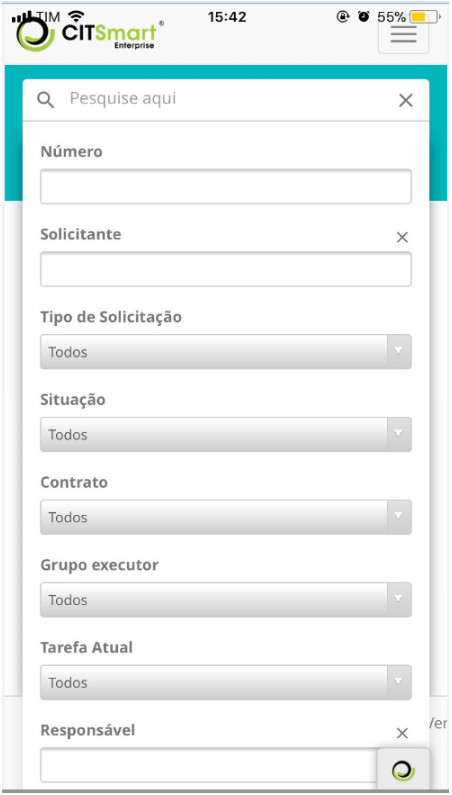 TIM 15:42 55%
CITSmart®
Enterprise
Pesquise aqui
Número
Solicitante
Tipo de Solicitação
Todos
Situação
Todos
Contrato
Todos
Grupo executor
Todos
Tarefa Atual
Todos
Responsável